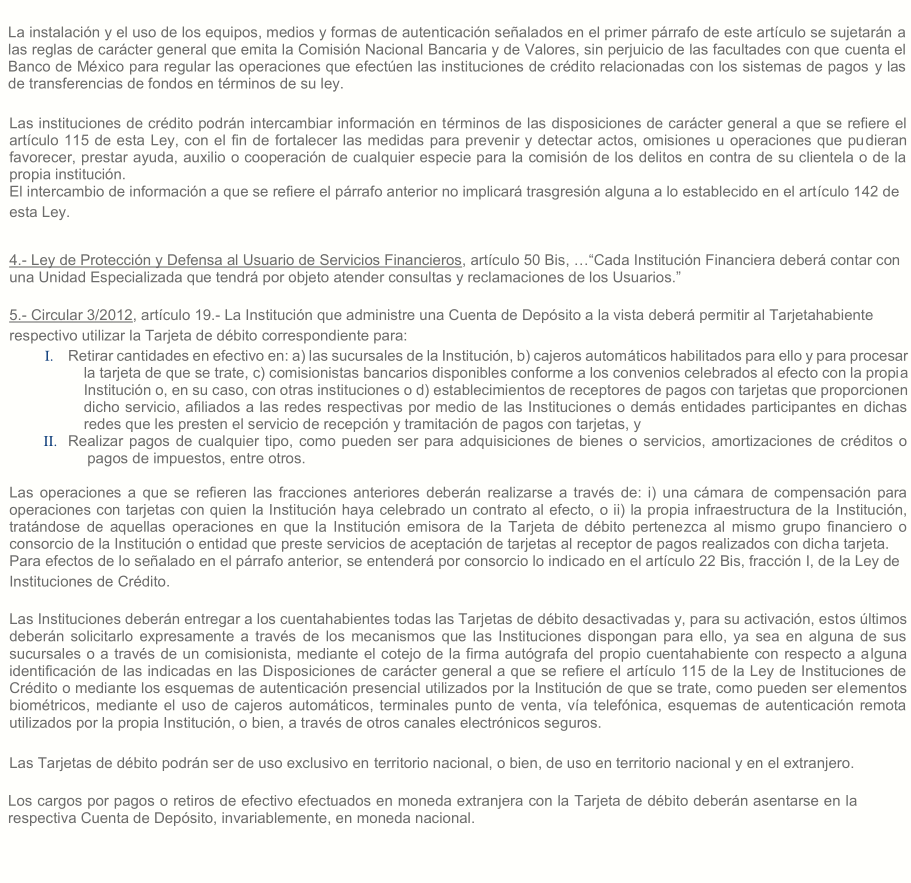 La instalación y el uso de los equipos, medios y formas de autenticación señalados en el primer párrafo de este artículo se sujetarán a
las reglas de carácter general que emita la Comisión Nacional Bancaria y de Valores, sin perjuicio de las facultades con que cuenta el
Banco de México para regular las operaciones que efectúen las instituciones de crédito relacionadas con los sistemas de pagos y las
de transferencias de fondos en términos de su ley.
Las instituciones de crédito podrán intercambiar información en términos de las disposiciones de carácter general a que se refiere el
artículo 115 de esta Ley, con el fin de fortalecer las medidas para prevenir y detectar actos, omisiones u operaciones que pudieran
favorecer, prestar ayuda, auxilio o cooperación de cualquier especie para la comisión de los delitos en contra de su clientela o de la
propia institución.
El intercambio de información a que se refiere el párrafo anterior no implicará trasgresión alguna a lo establecido en el artículo 142 de
esta Ley.
4.- Ley de Protección y Defensa al Usuario de Servicios Financieros, artículo 50 Bis, …“Cada Institución Financiera deberá contar con
una Unidad Especializada que tendrá por objeto atender consultas y reclamaciones de los Usuarios.”
5.- Circular 3/2012, artículo 19.- La Institución que administre una Cuenta de Depósito a la vista deberá permitir al Tarjetahabiente
respectivo utilizar la Tarjeta de débito correspondiente para:
I. Retirar cantidades en efectivo en: a) las sucursales de la Institución, b) cajeros automáticos habilitados para ello y para procesar
la tarjeta de que se trate, c) comisionistas bancarios disponibles conforme a los convenios celebrados al efecto con la propia
Institución o, en su caso, con otras instituciones o d) establecimientos de receptores de pagos con tarjetas que proporcionen
dicho servicio, afiliados a las redes respectivas por medio de las Instituciones o demás entidades participantes en dichas
redes que les presten el servicio de recepción y tramitación de pagos con tarjetas, y
II. Realizar pagos de cualquier tipo, como pueden ser para adquisiciones de bienes o servicios, amortizaciones de créditos o
pagos de impuestos, entre otros.
Las operaciones a que se refieren las fracciones anteriores deberán realizarse a través de: i) una cámara de compensación para
operaciones con tarjetas con quien la Institución haya celebrado un contrato al efecto, o ii) la propia infraestructura de la Institución,
tratándose de aquellas operaciones en que la Institución emisora de la Tarjeta de débito pertenezca al mismo grupo financiero o
consorcio de la Institución o entidad que preste servicios de aceptación de tarjetas al receptor de pagos realizados con dicha tarjeta.
Para efectos de lo señalado en el párrafo anterior, se entenderá por consorcio lo indicado en el artículo 22 Bis, fracción I, de la Ley de
Instituciones de Crédito.
Las Instituciones deberán entregar a los cuentahabientes todas las Tarjetas de débito desactivadas y, para su activación, estos últimos
deberán solicitarlo expresamente a través de los mecanismos que las Instituciones dispongan para ello, ya sea en alguna de sus
sucursales o a través de un comisionista, mediante el cotejo de la firma autógrafa del propio cuentahabiente con respecto a alguna
identificación de las indicadas en las Disposiciones de carácter general a que se refiere el artículo 115 de la Ley de Instituciones de
Crédito o mediante los esquemas de autenticación presencial utilizados por la Institución de que se trate, como pueden ser elementos
biométricos, mediante el uso de cajeros automáticos, terminales punto de venta, vía telefónica, esquemas de autenticación remota
utilizados por la propia Institución, o bien, a través de otros canales electrónicos seguros.
Las Tarjetas de débito podrán ser de uso exclusivo en territorio nacional, o bien, de uso en territorio nacional y en el extranjero.
Los cargos por pagos o retiros de efectivo efectuados en moneda extranjera con la Tarjeta de débito deberán asentarse en la
respectiva Cuenta de Depósito, invariablemente, en moneda nacional.